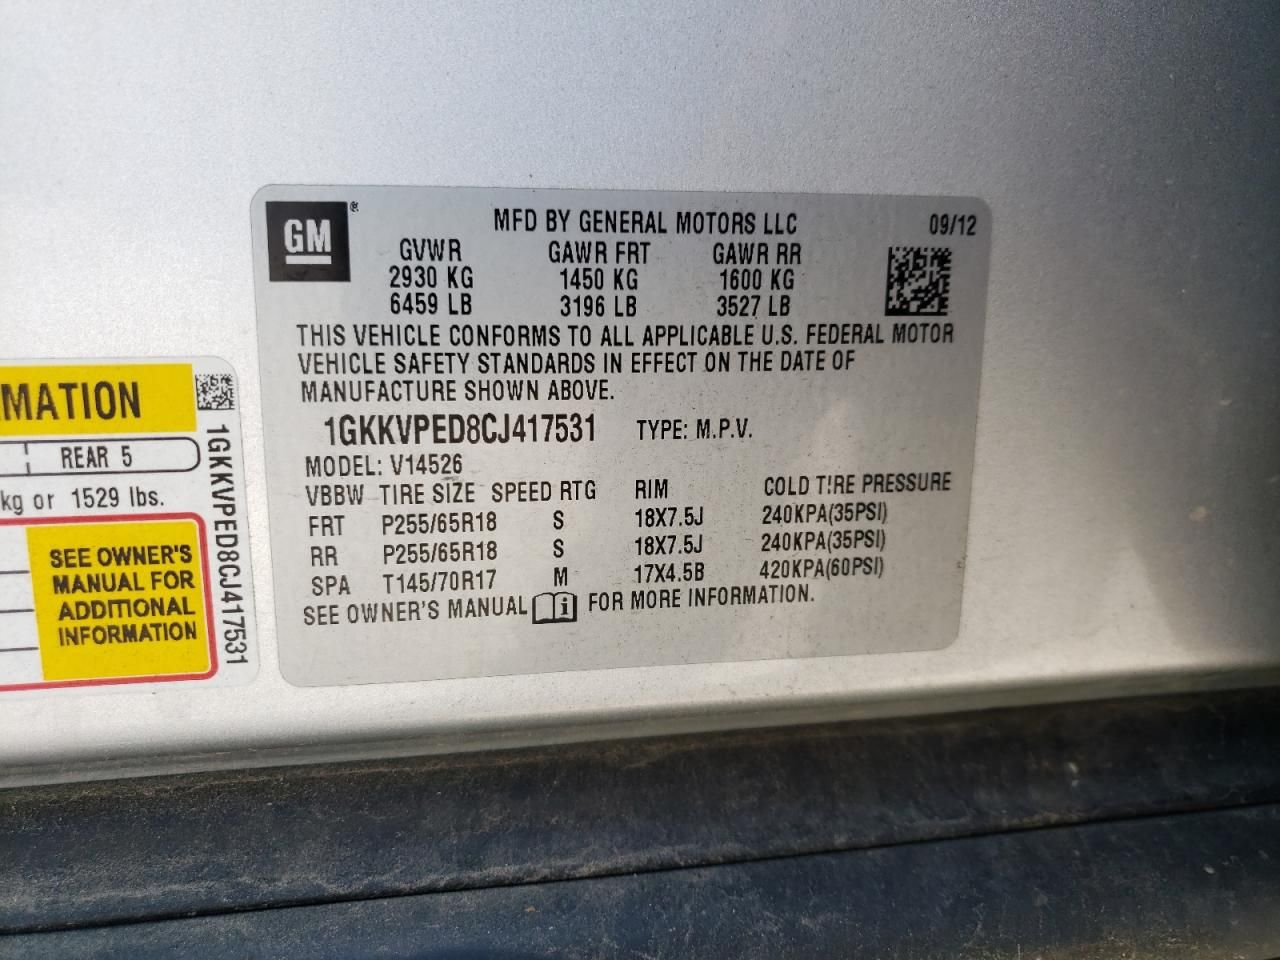 GM ®
MFD BY GENERAL MOTORS LLC 09/12
GVWR GAWR FRT GAWR RR
2930 KG 1450 KG 1600 KG
6459 LB 3196 LB 3527 LB
THIS VEHICLE CONFORMS TO ALL APPLICABLE U.S. FEDERAL MOTOR
VEHICLE SAFETY STANDARDS IN EFFECT ON THE DATE OF
MANUFACTURE SHOWN ABOVE.
1GKKVPED8CJ417531 TYPE: M.P.V.
MODEL: V14526
VBBW TIRE SIZE SPEED RTG RIM COLD TIRE PRESSURE
FRT P255/65R18 S 18X7.5J 240KPA(35PSI)
RR P255/65R18 S 18X7.5J 240KPA(35PSI)
SPA T145/70R17 M 17X4.5B 420KPA(60PSI)
SEE OWNER'S MANUAL i FOR MORE INFORMATION.
MATION
REAR 5
kg or 1529 lbs.
SEE OWNER'S
MANUAL FOR
ADDITIONAL
INFORMATION
1GKKVPED8CJ417531